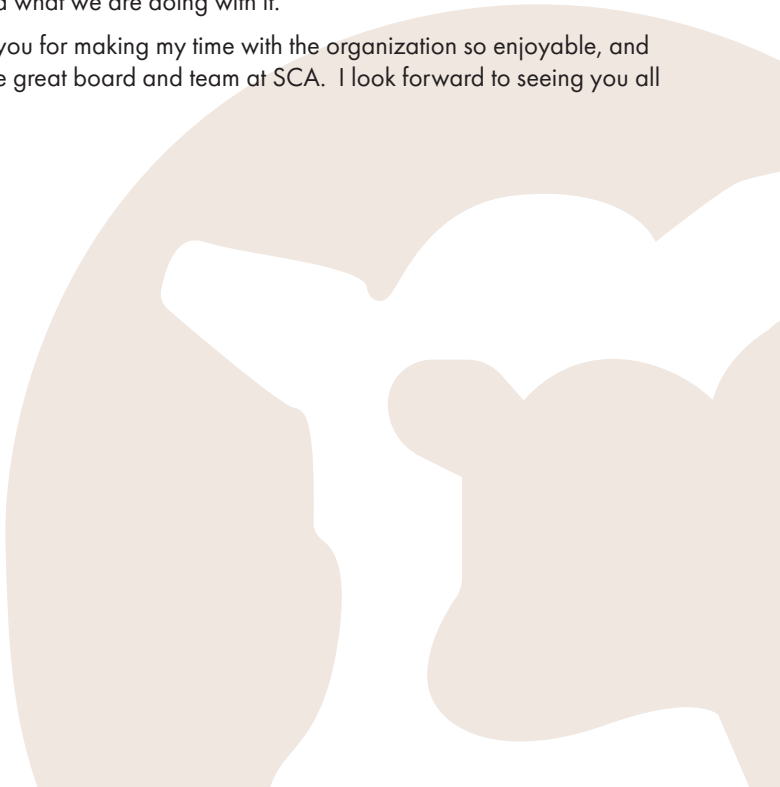 what we are doing with it.
you for making my time with the organization so enjoyable, and
great board and team at SCA. I look forward to seeing you all